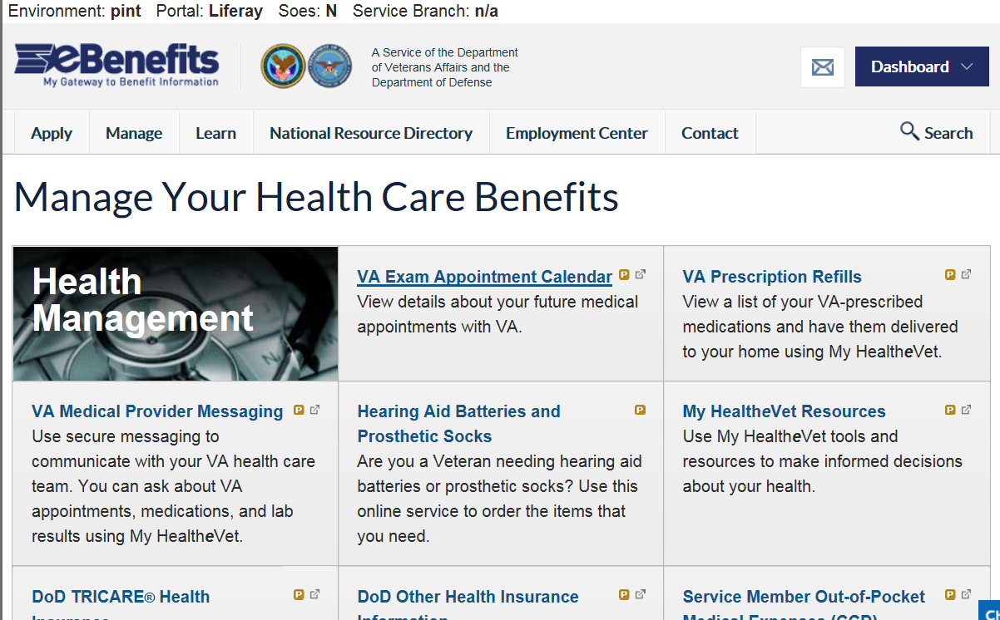 Environment: pint Portal: Liferay Soes: N Service Branch: n/a
eBenefits
My Gateway to Benefit Information
A Service of the Department
of Veterans Affairs and the
Department of Defense
Dashboard
Apply Manage Learn National Resource Directory Employment Center Contact Search
Manage Your Health Care Benefits
Health
Management
VA Exam Appointment Calendar P
View details about your future medical
appointments with VA.
VA Prescription Refills P
View a list of your VA-prescribed
medications and have them delivered
to your home using My HealtheVet.
VA Medical Provider Messaging P
Use secure messaging to
communicate with your VA health care
team. You can ask about VA
appointments, medications, and lab
results using My HealtheVet.
Hearing Aid Batteries and P
Prosthetic Socks
Are you a Veteran needing hearing aid
batteries or prosthetic socks? Use this
online service to order the items that
you need.
My HealtheVet Resources P
Use My HealtheVet tools and
resources to make informed decisions
about your health.
DoD TRICARE® Health P
Insurance
DoD Other Health Insurance P
Information
Service Member Out-of-Pocket P
Medical Expenses (CCD)